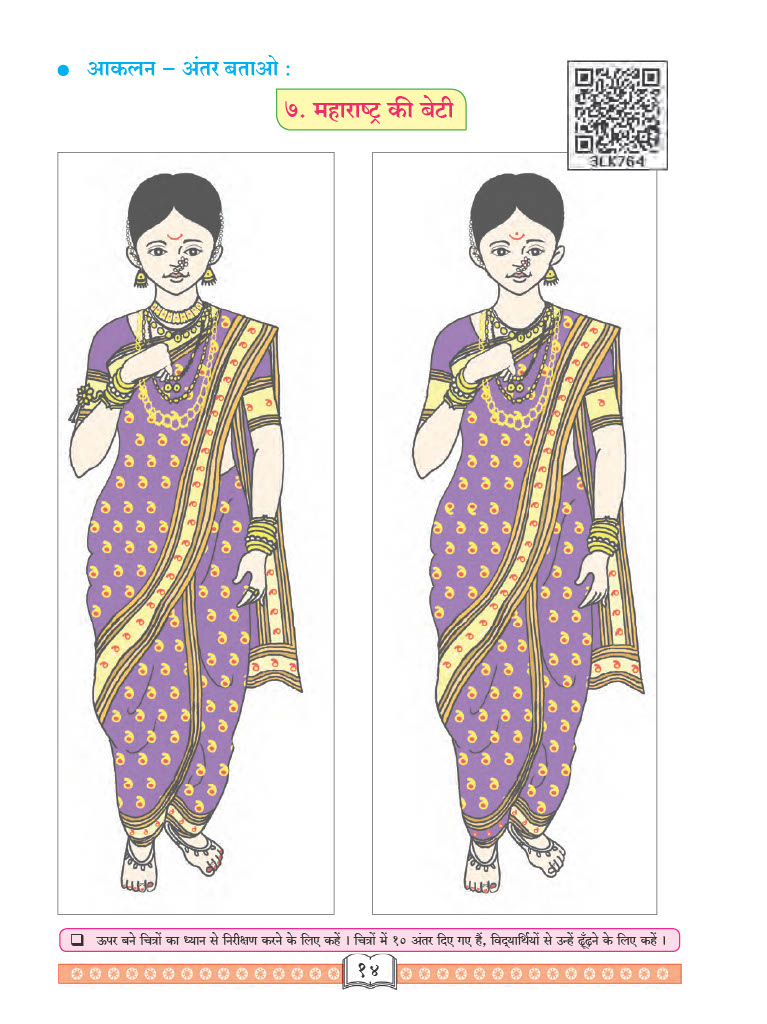 ● आकलन – अंतर बताओ :
७. महाराष्ट्र की बेटी
3LK764
❑ ऊपर बने चित्रों का ध्यान से निरीक्षण करने के लिए कहें । चित्रों में १० अंतर दिए गए हैं, विद्यार्थियों से उन्हें ढूँढ़ने के लिए कहें ।
१४